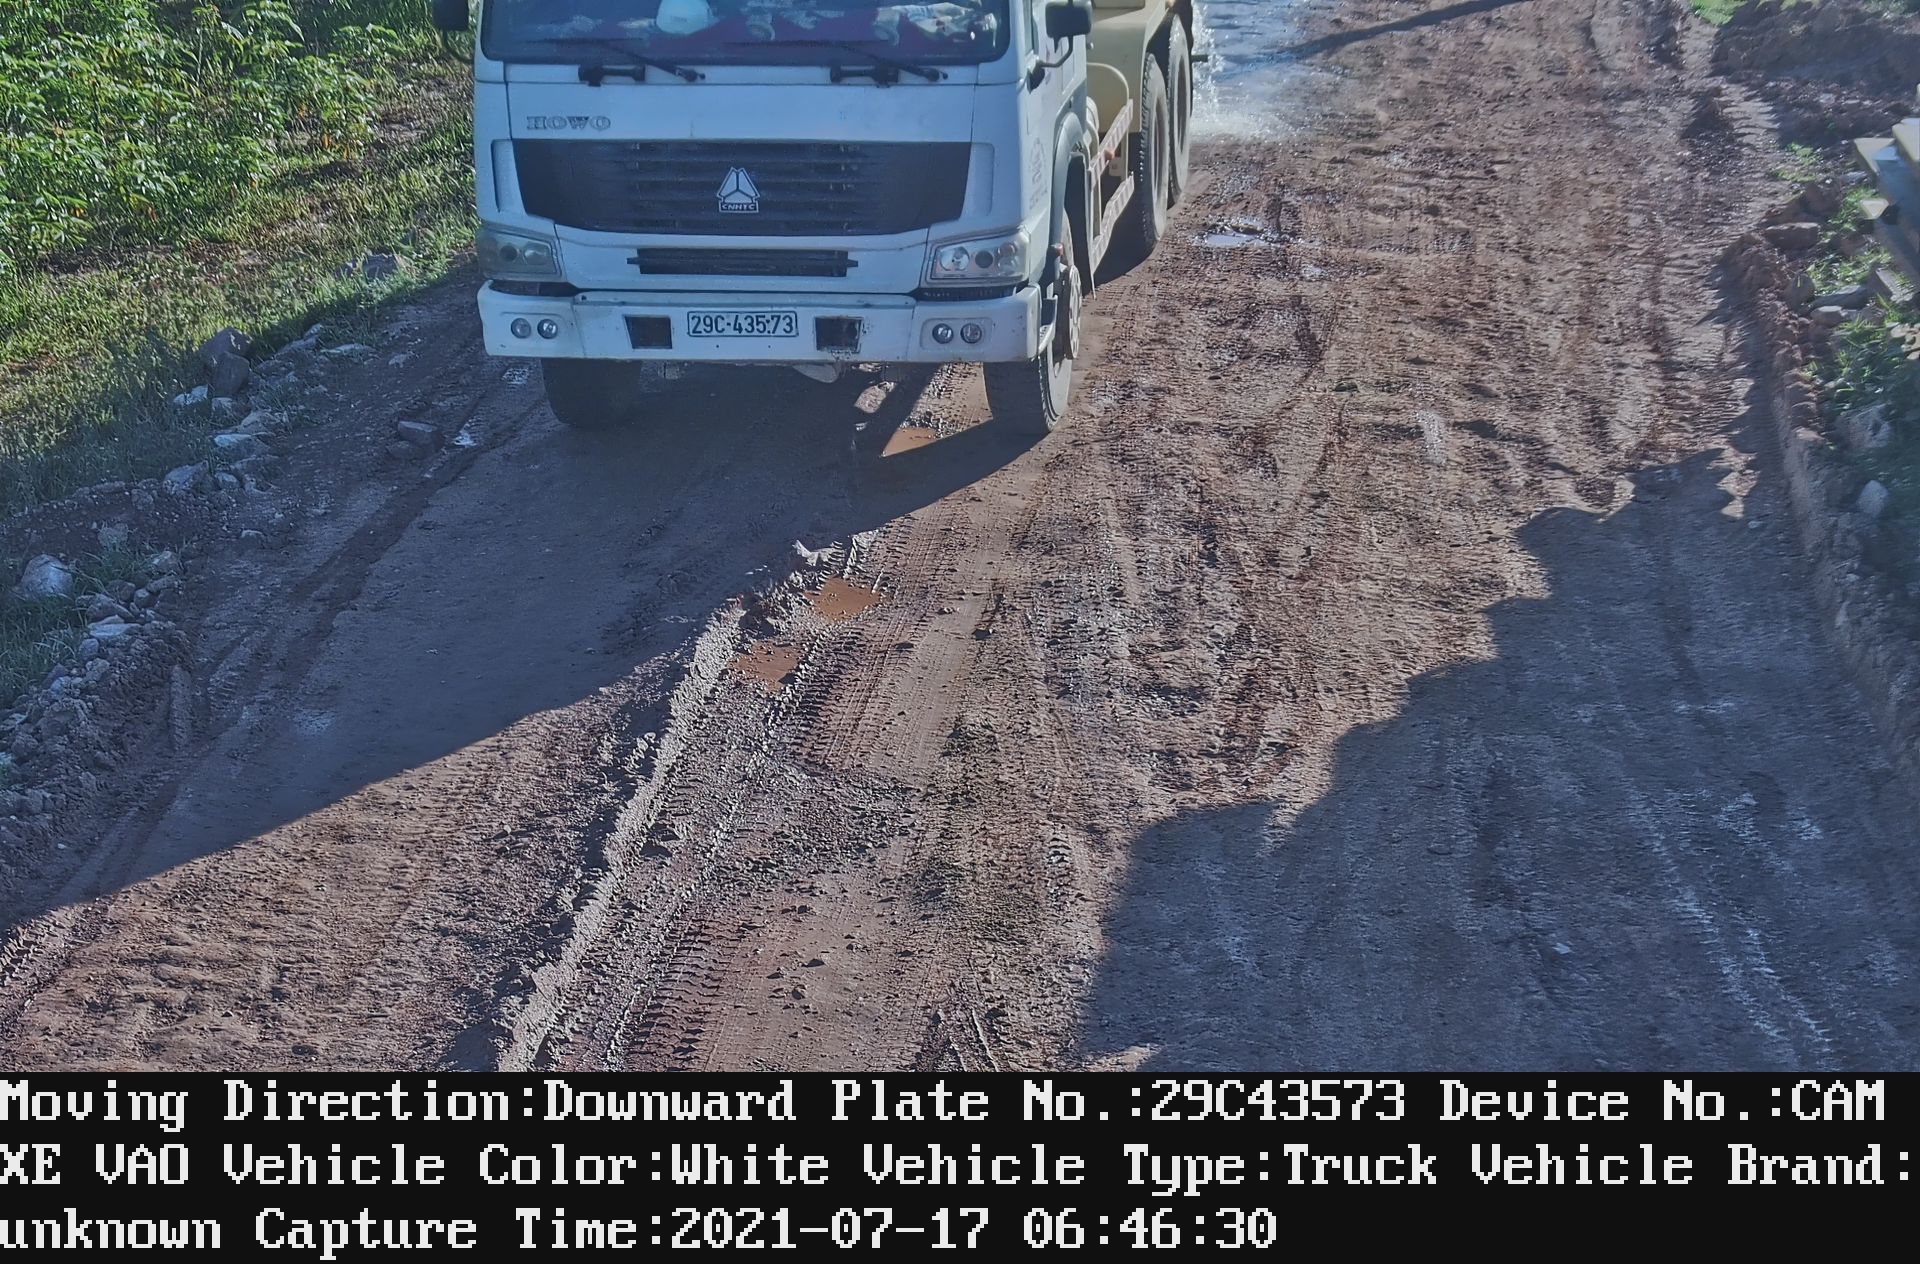 HOWO
CNHTC
29C-435.73
Moving Direction:Downward Plate No.:29C43573 Device No.:CAM
XE VAO Vehicle Color:White Vehicle Type:Truck Vehicle Brand:
unknown Capture Time:2021-07-17 06:46:30